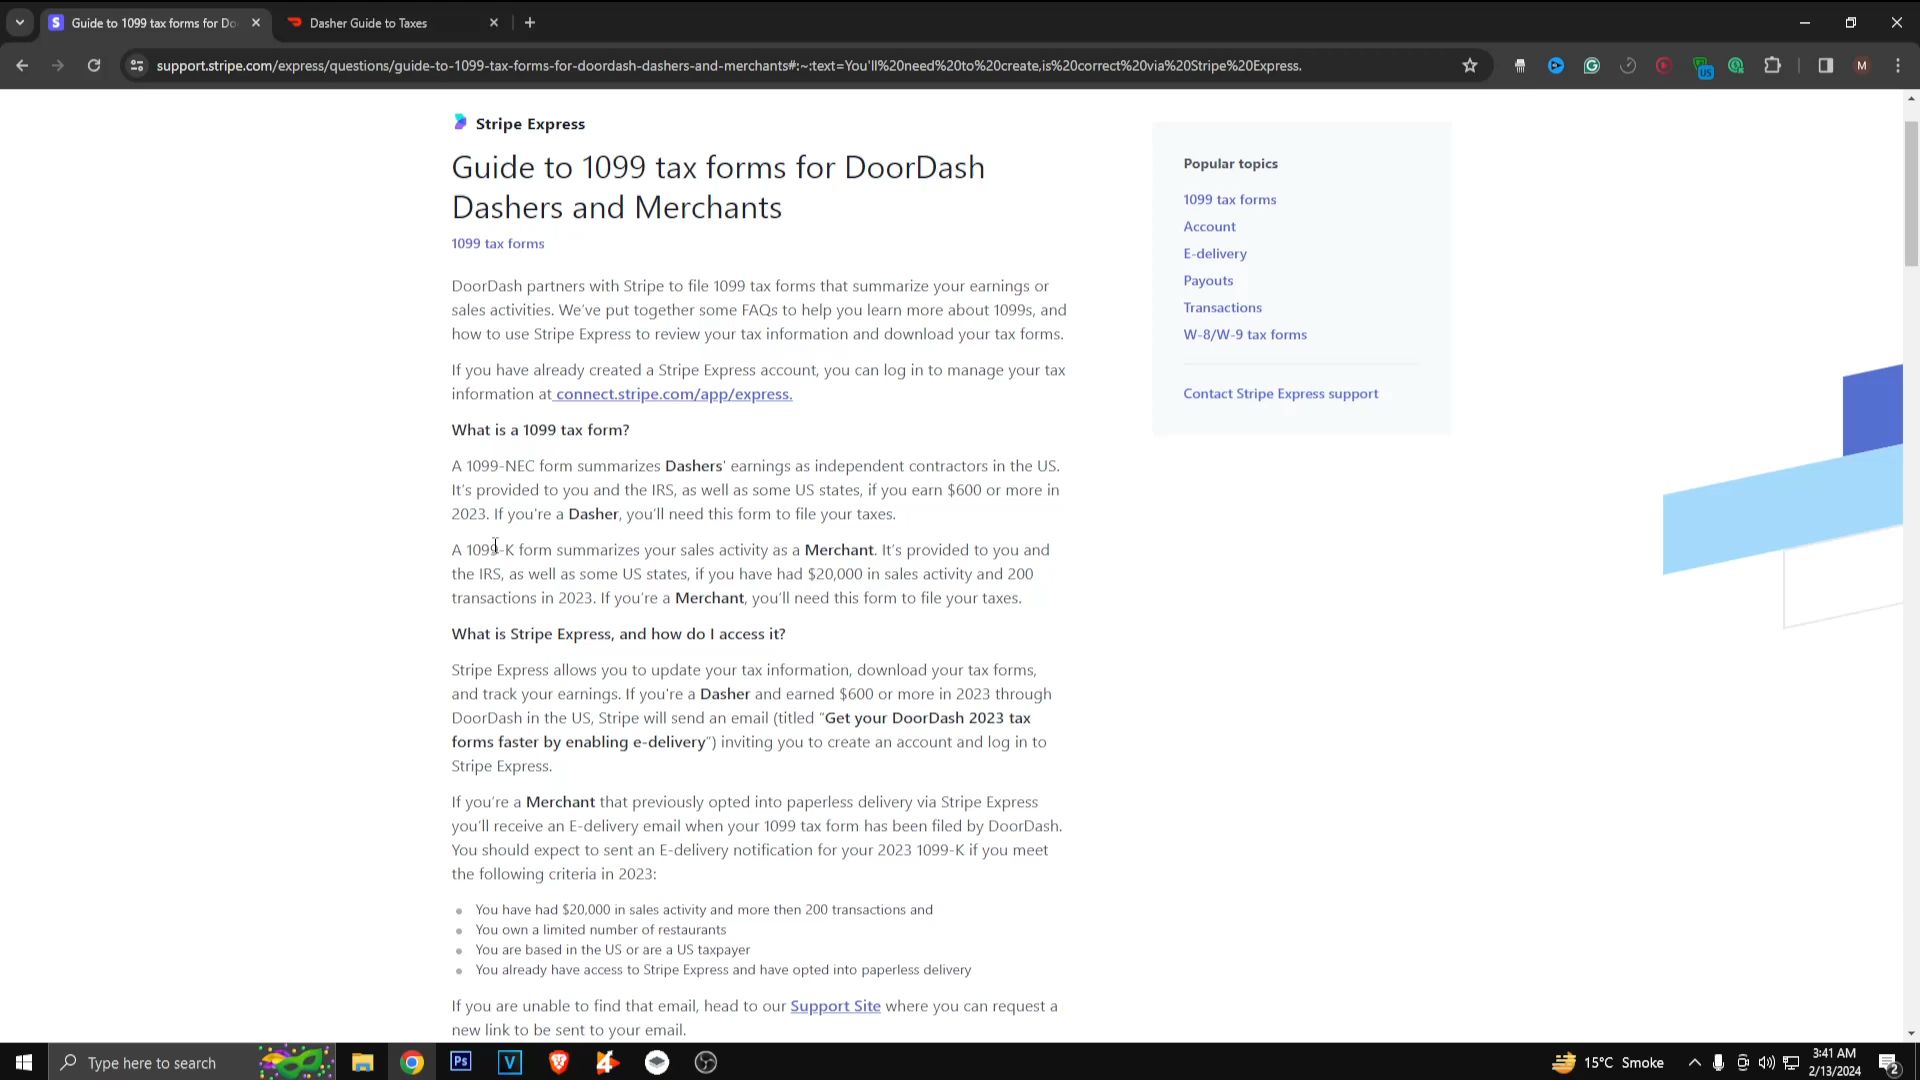 Guide to 1099 tax forms for Do
Dasher Guide to Taxes
support.stripe.com/express/questions/guide-to-1099-tax-forms-for-doordash-dashers-and-merchants#:~:text=You'll%20need%20to%20create,is%20correct%20via%20Stripe%20Express.
US
M
Stripe Express
Guide to 1099 tax forms for DoorDash
Dashers and Merchants
1099 tax forms
DoorDash partners with Stripe to file 1099 tax forms that summarize your earnings or
sales activities. We've put together some FAQs to help you learn more about 1099s, and
how to use Stripe Express to review your tax information and download your tax forms.
If you have already created a Stripe Express account, you can log in to manage your tax
information at connect.stripe.com/app/express.
What is a 1099 tax form?
A 1099-NEC form summarizes Dashers' earnings as independent contractors in the US.
It's provided to you and the IRS, as well as some US states, if you earn $600 or more in
2023. If you're a Dasher, you'll need this form to file your taxes.
A 1099-K form summarizes your sales activity as a Merchant. It's provided to you and
the IRS, as well as some US states, if you have had $20,000 in sales activity and 200
transactions in 2023. If you're a Merchant, you'll need this form to file your taxes.
What is Stripe Express, and how do I access it?
Stripe Express allows you to update your tax information, download your tax forms,
and track your earnings. If you're a Dasher and earned $600 or more in 2023 through
DoorDash in the US, Stripe will send an email (titled "Get your DoorDash 2023 tax
forms faster by enabling e-delivery") inviting you to create an account and log in to
Stripe Express.
If you're a Merchant that previously opted into paperless delivery via Stripe Express
you'll receive an E-delivery email when your 1099 tax form has been filed by DoorDash.
You should expect to sent an E-delivery notification for your 2023 1099-K if you meet
the following criteria in 2023:
You have had $20,000 in sales activity and more then 200 transactions and
You own a limited number of restaurants
You are based in the US or are a US taxpayer
You already have access to Stripe Express and have opted into paperless delivery
If you are unable to find that email, head to our Support Site where you can request a
new link to be sent to your email.
Popular topics
1099 tax forms
Account
E-delivery
Payouts
Transactions
W-8/W-9 tax forms
Contact Stripe Express support
Type here to search
Ps
V
15°C Smoke
3:41 AM
2/13/2024
2